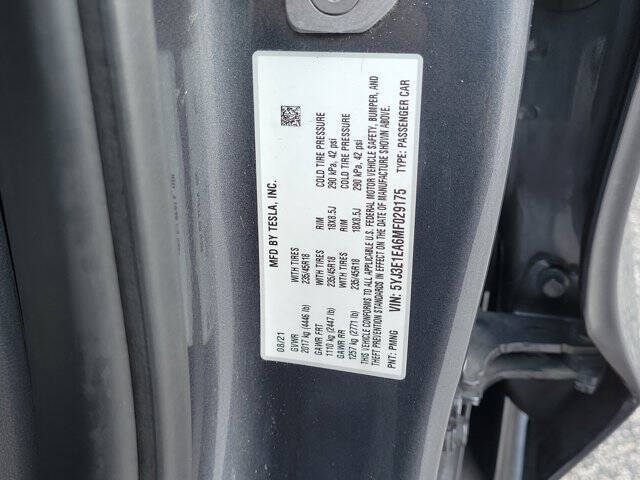 MFD BY TESLA, INC.
08/21
GVWR
2017 kg (4446 lb)
GAWR FRT WITH TIRES RIM COLD TIRE PRESSURE
1110 kg (2447 lb) 235/45R18 18X8.5J 290 kPa, 42 psi
GAWR RR WITH TIRES RIM COLD TIRE PRESSURE
1257 kg (2771 lb) 235/45R18 18X8.5J 290 kPa, 42 psi
THIS VEHICLE CONFORMS TO ALL APPLICABLE U.S. FEDERAL MOTOR VEHICLE SAFETY, BUMPER, AND
THEFT PREVENTION STANDARDS IN EFFECT ON THE DATE OF MANUFACTURE SHOWN ABOVE.
PNT: PMNG TYPE: PASSENGER CAR
VIN: 5YJ3E1EA6MF029175